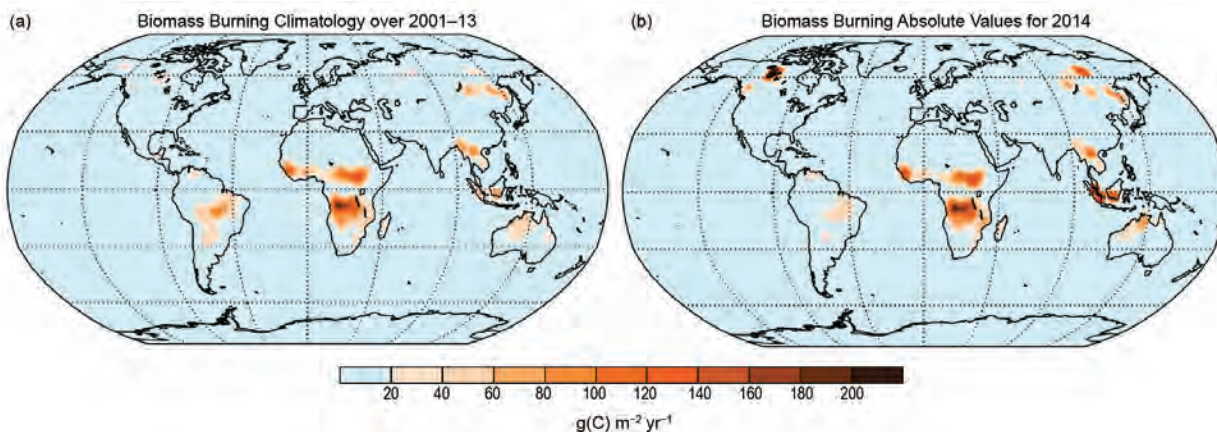 (a) Biomass Burning Climatology over 2001–13
(b) Biomass Burning Absolute Values for 2014
20 40 60 80 100 120 140 160 180 200
g(C) m⁻² yr⁻¹